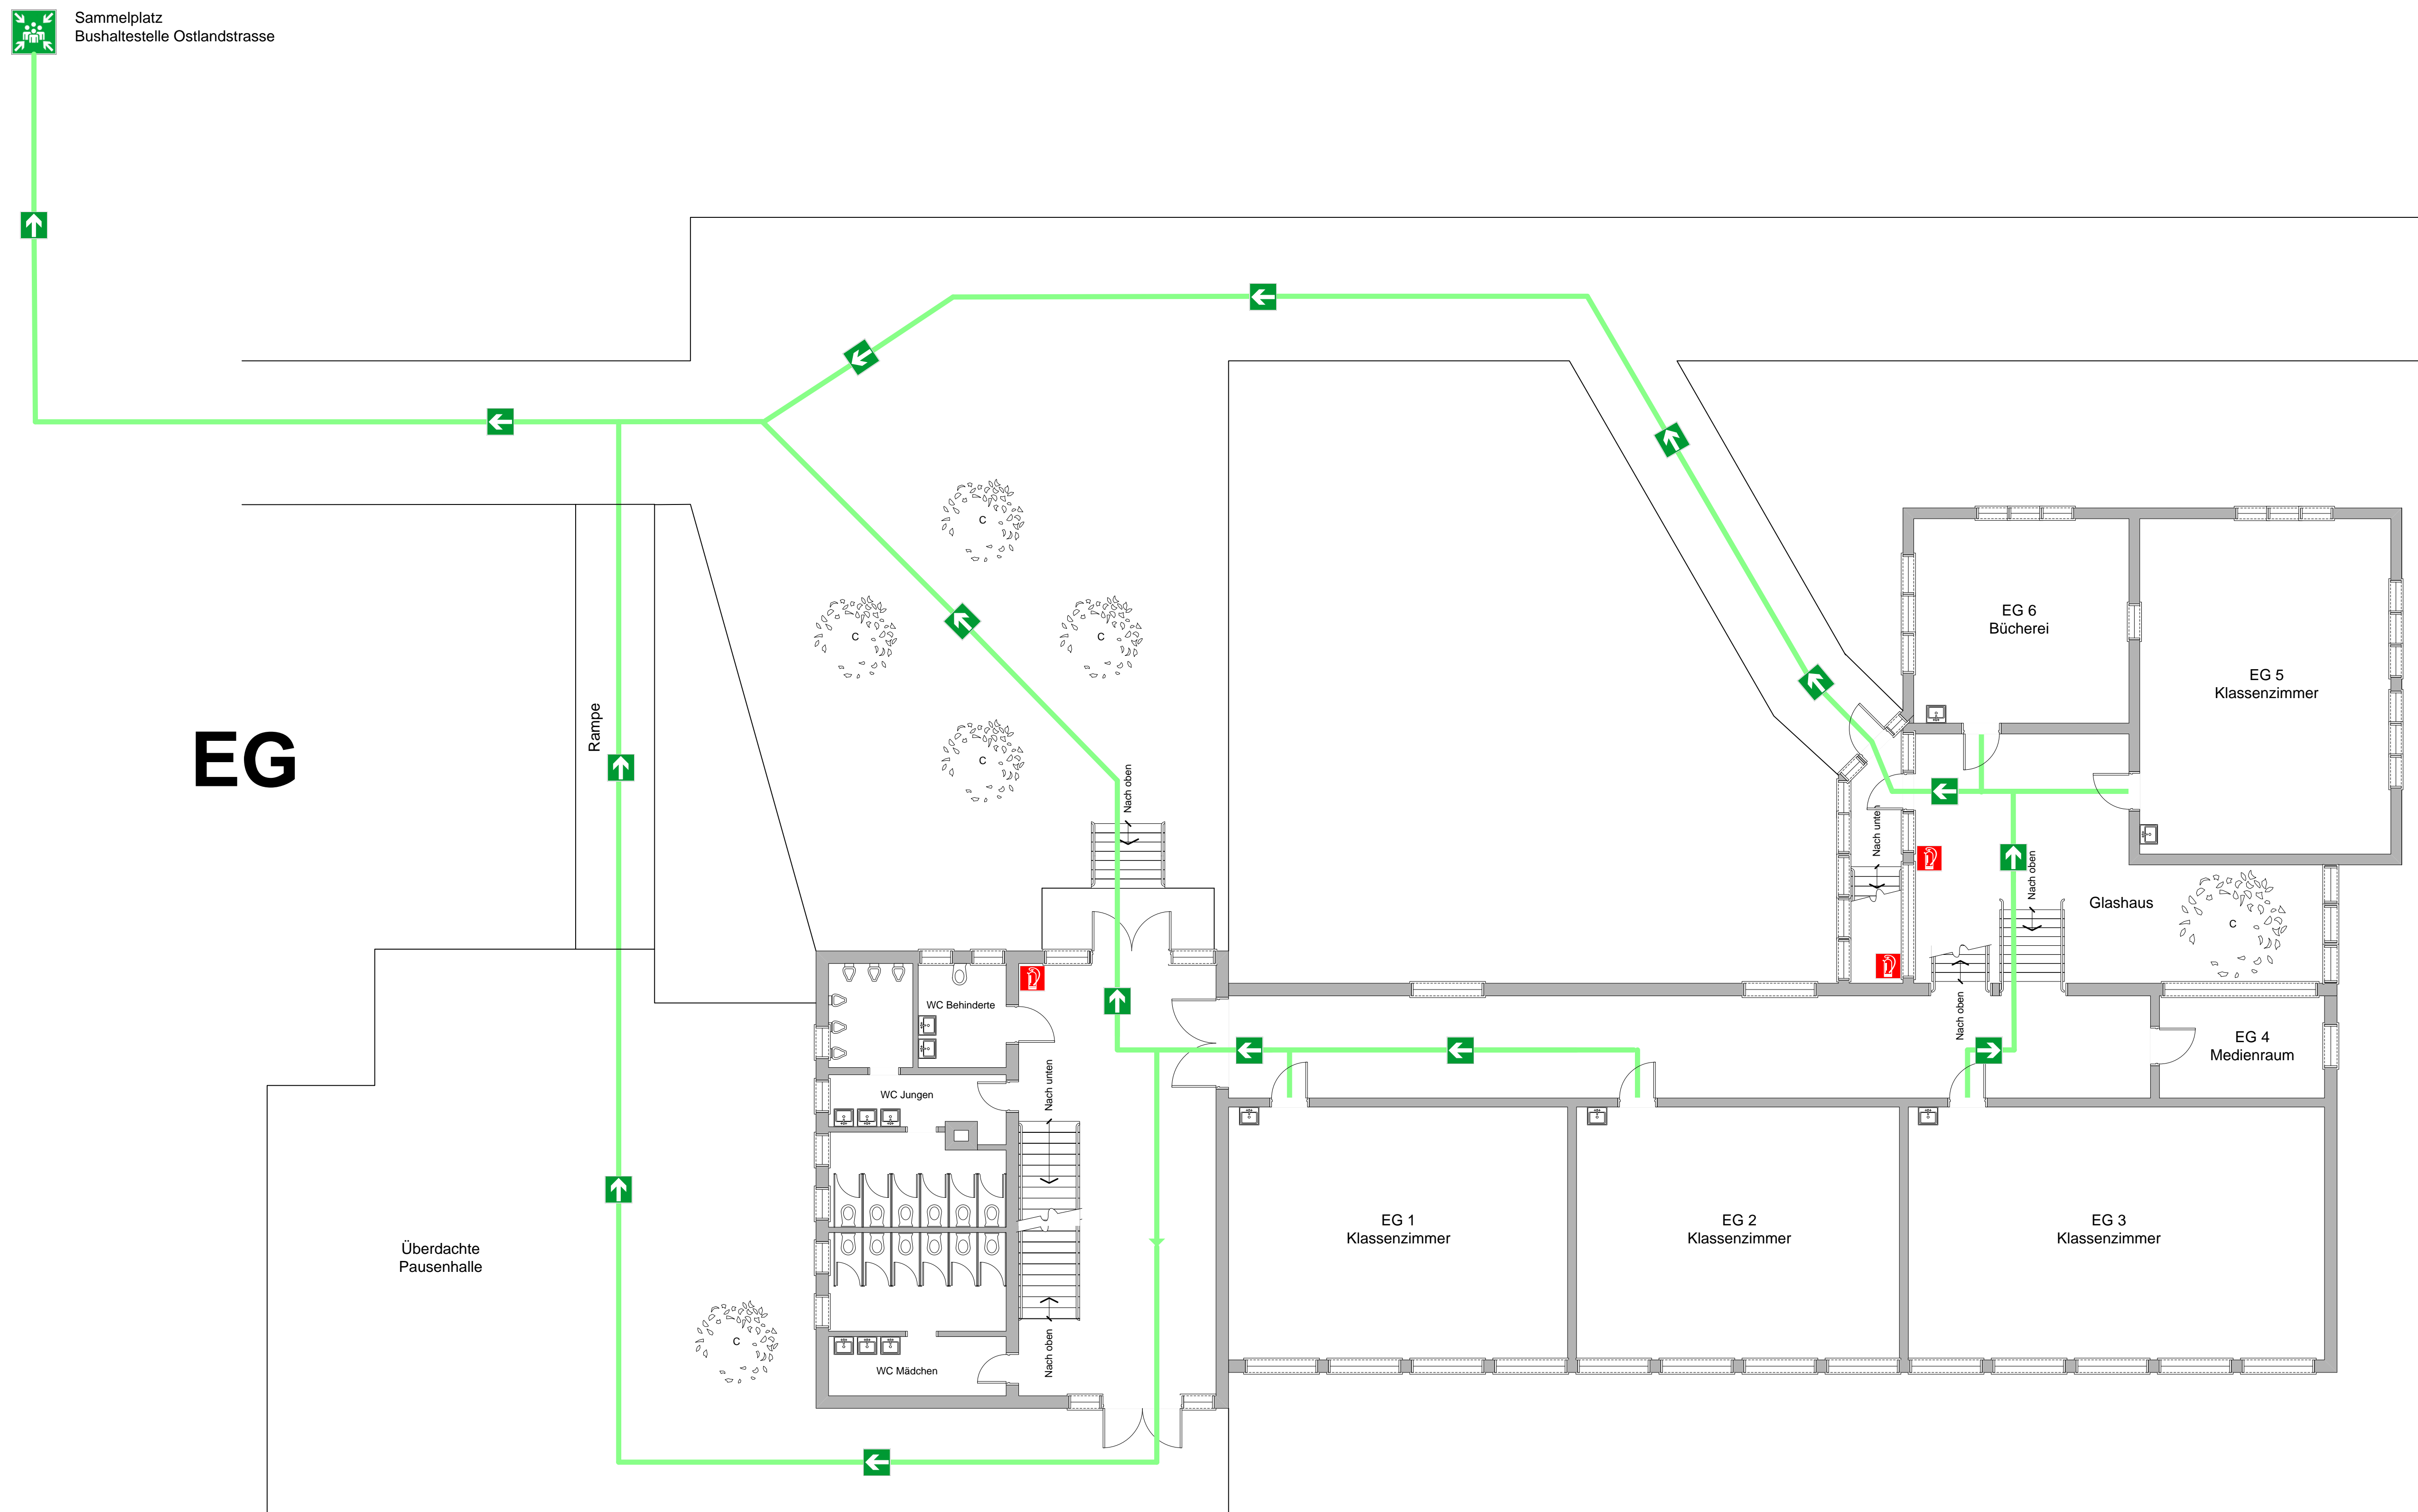 Sammelplatz
Bushaltestelle Ostlandstrasse
C
C
C
EG 6
Bücherei
EG 5
Klassenzimmer
Rampe
EG
C
Nach oben
Nach unten
Nach oben
Glashaus
C
WC Behinderte
Nach oben
EG 4
Medienraum
Nach unten
WC Jungen
EG 1
Klassenzimmer
EG 2
Klassenzimmer
EG 3
Klassenzimmer
Überdachte
Pausenhalle
C
Nach oben
WC Mädchen